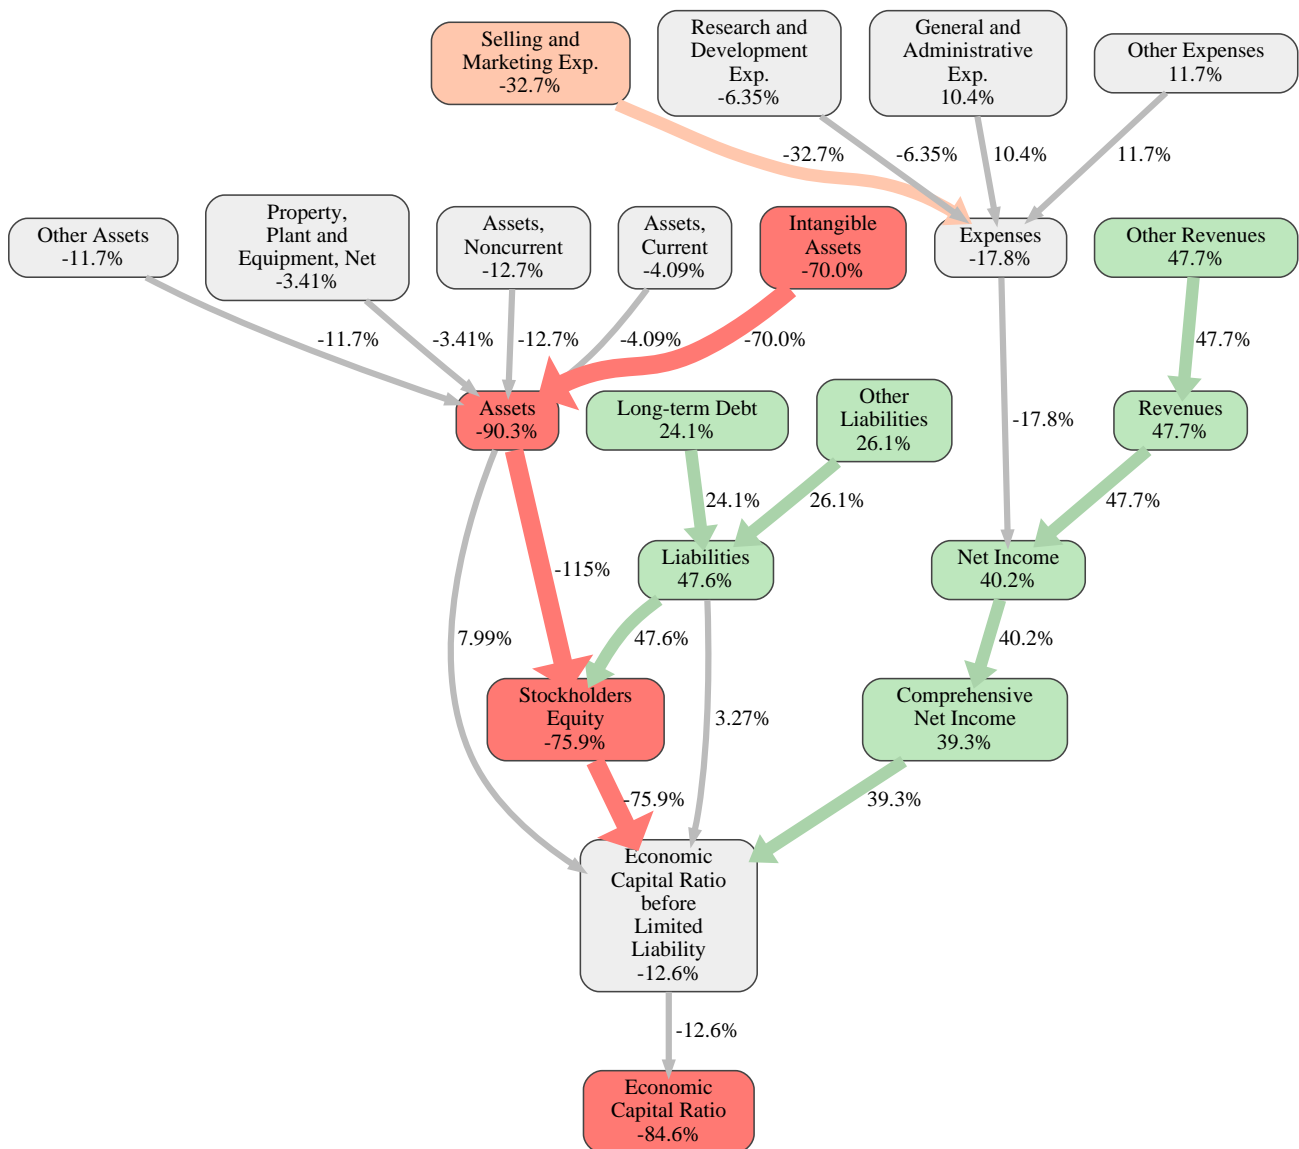 Selling and
Marketing Exp.
-32.7%
Research and
Development
Exp.
-6.35%
General and
Administrative
Exp.
10.4%
Other Expenses
11.7%
-32.7%
-6.35%
10.4%
11.7%
Other Assets
-11.7%
Property,
Plant and
Equipment, Net
-3.41%
Assets,
Noncurrent
-12.7%
Assets,
Current
-4.09%
Intangible
Assets
-70.0%
Expenses
-17.8%
Other Revenues
47.7%
-11.7%
-3.41%
-12.7%
-4.09%
-70.0%
47.7%
Assets
-90.3%
Long-term Debt
24.1%
Other
Liabilities
26.1%
-17.8%
Revenues
47.7%
24.1%
26.1%
47.7%
-115%
Liabilities
47.6%
Net Income
40.2%
7.99%
47.6%
40.2%
Stockholders
Equity
-75.9%
3.27%
Comprehensive
Net Income
39.3%
-75.9%
39.3%
Economic
Capital Ratio
before
Limited
Liability
-12.6%
-12.6%
Economic
Capital Ratio
-84.6%